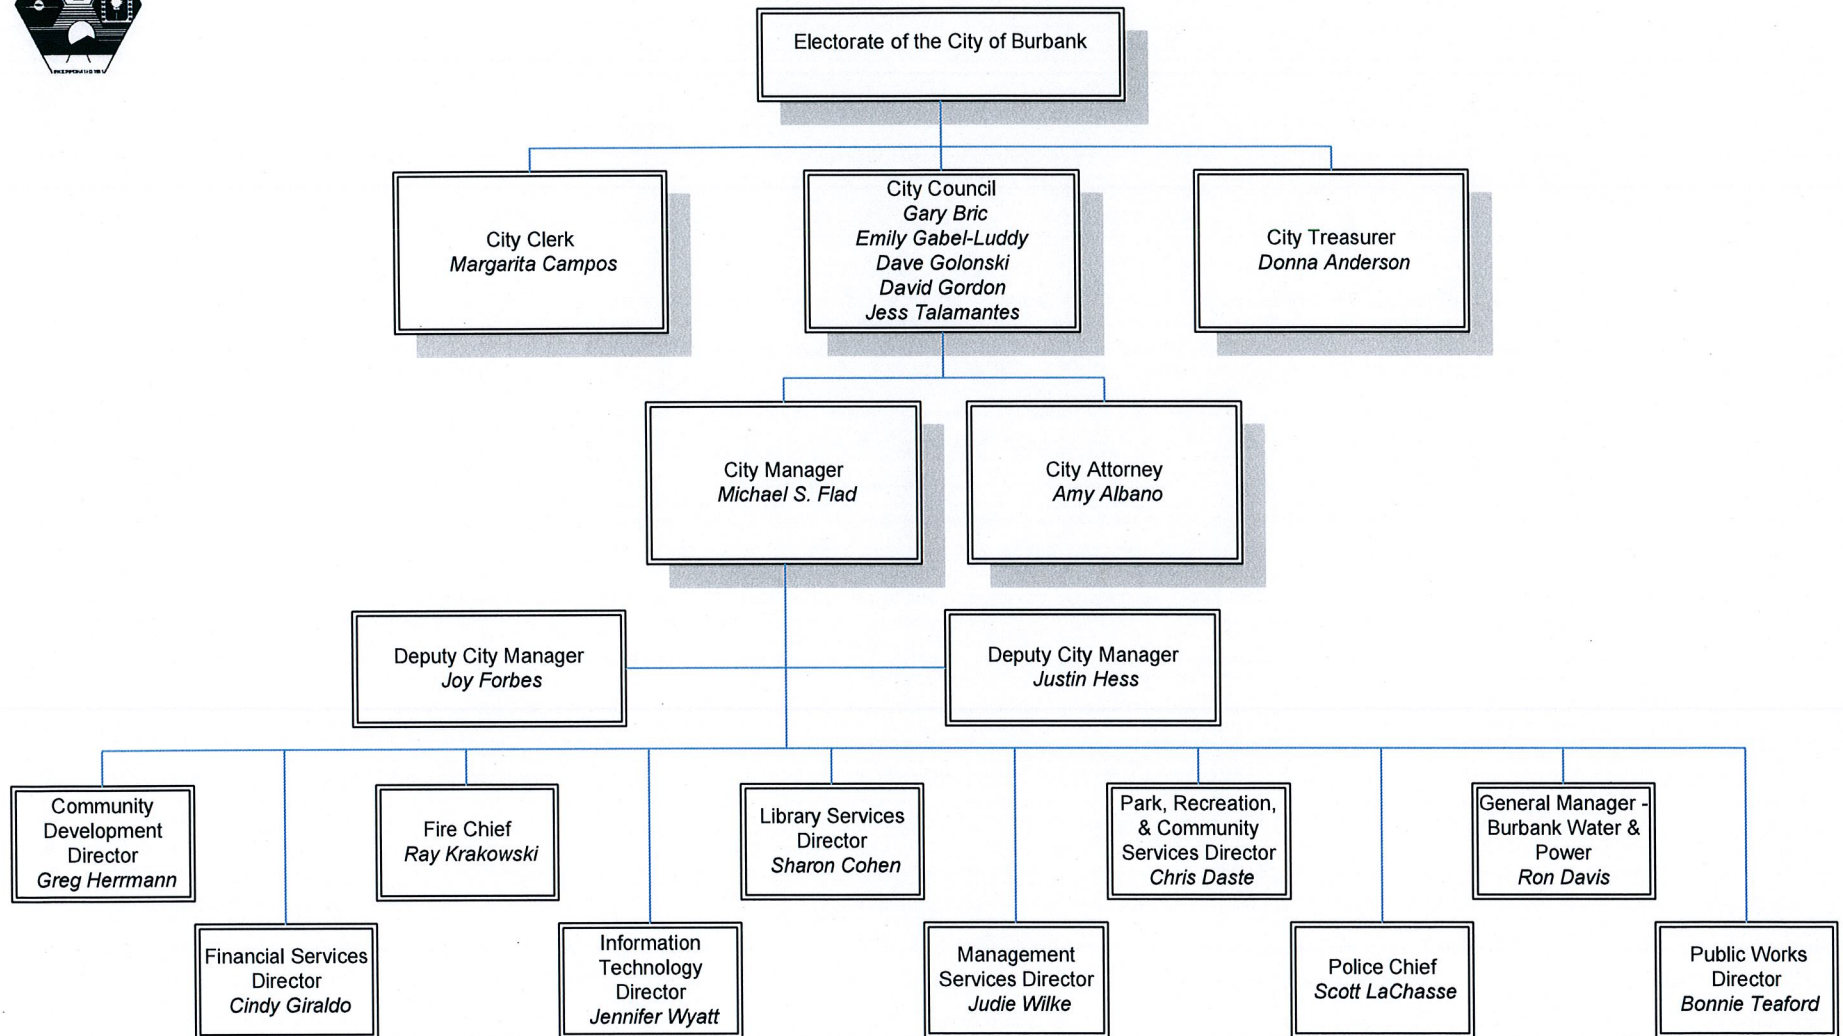 Electorate of the City of Burbank
City Clerk
Margarita Campos
City Council
Gary Bric
Emily Gabel-Luddy
Dave Golonski
David Gordon
Jess Talamantes
City Treasurer
Donna Anderson
City Manager
Michael S. Flad
City Attorney
Amy Albano
Deputy City Manager
Joy Forbes
Deputy City Manager
Justin Hess
Community
Development
Director
Greg Herrmann
Fire Chief
Ray Krakowski
Library Services
Director
Sharon Cohen
Park, Recreation,
& Community
Services Director
Chris Daste
General Manager -
Burbank Water &
Power
Ron Davis
Financial Services
Director
Cindy Giraldo
Information
Technology
Director
Jennifer Wyatt
Management
Services Director
Judie Wilke
Police Chief
Scott LaChasse
Public Works
Director
Bonnie Teaford